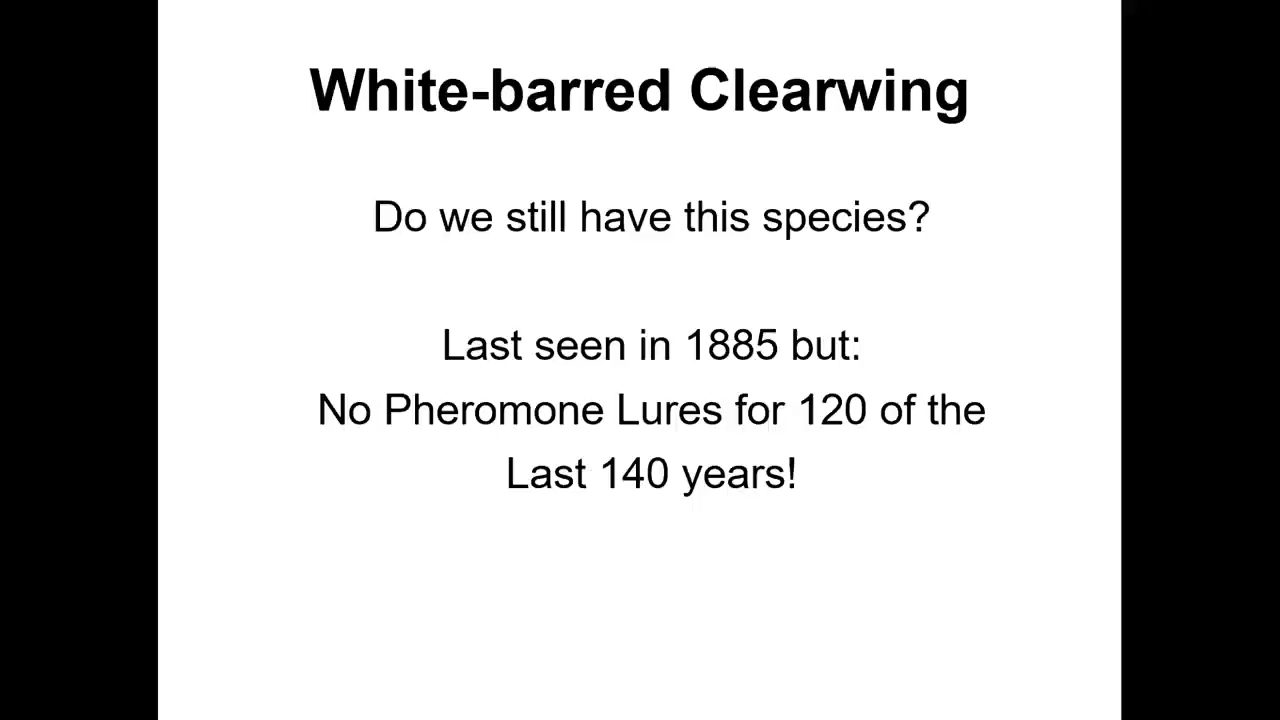 White-barred Clearwing
Do we still have this species?
Last seen in 1885 but:
No Pheromone Lures for 120 of the
Last 140 years!